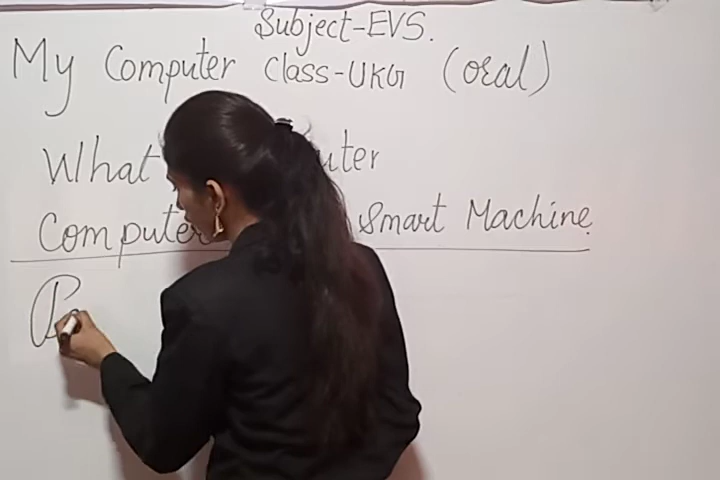 Subject-EVS.
My Computer Class-UKG (oral)
What uter
Computer Smart Machine.